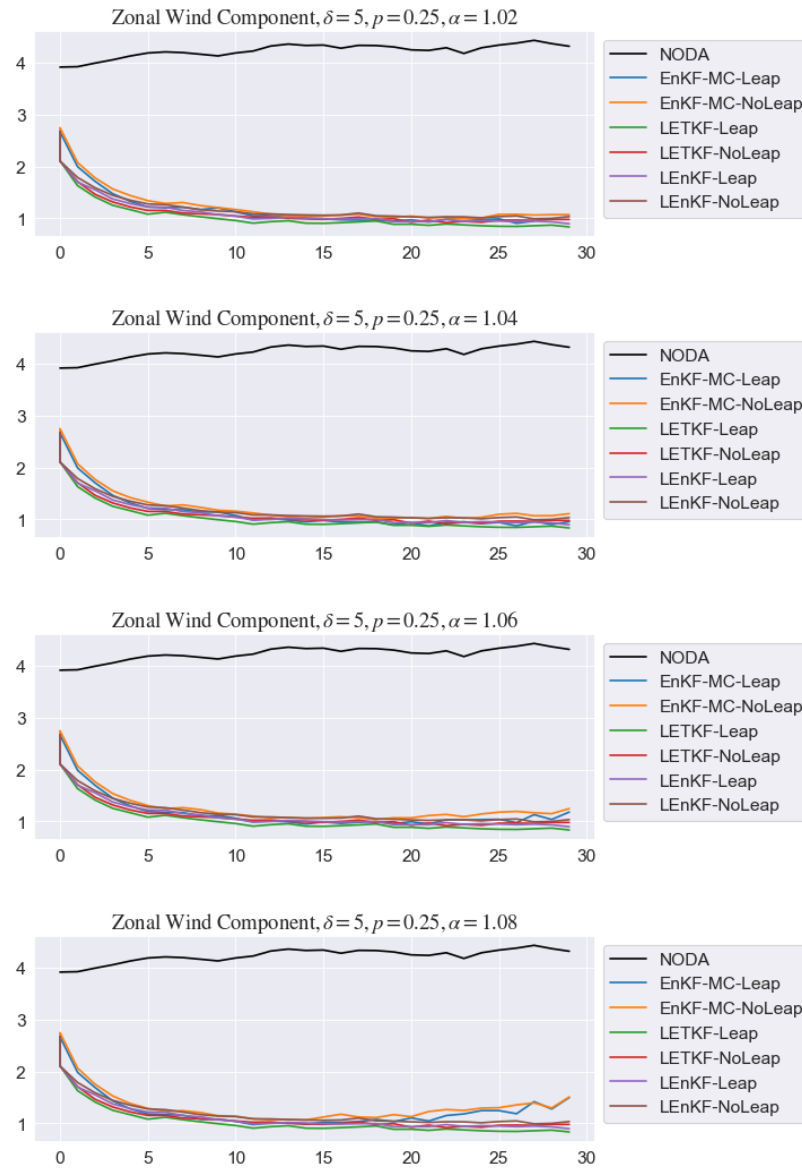 Zonal Wind Component, δ = 5, p = 0.25, α = 1.02
4
3
2
1
0 5 10 15 20 25 30
NODA
EnKF-MC-Leap
EnKF-MC-NoLeap
LETKF-Leap
LETKF-NoLeap
LEnKF-Leap
LEnKF-NoLeap
Zonal Wind Component, δ = 5, p = 0.25, α = 1.04
4
3
2
1
0 5 10 15 20 25 30
NODA
EnKF-MC-Leap
EnKF-MC-NoLeap
LETKF-Leap
LETKF-NoLeap
LEnKF-Leap
LEnKF-NoLeap
Zonal Wind Component, δ = 5, p = 0.25, α = 1.06
4
3
2
1
0 5 10 15 20 25 30
NODA
EnKF-MC-Leap
EnKF-MC-NoLeap
LETKF-Leap
LETKF-NoLeap
LEnKF-Leap
LEnKF-NoLeap
Zonal Wind Component, δ = 5, p = 0.25, α = 1.08
4
3
2
1
0 5 10 15 20 25 30
NODA
EnKF-MC-Leap
EnKF-MC-NoLeap
LETKF-Leap
LETKF-NoLeap
LEnKF-Leap
LEnKF-NoLeap